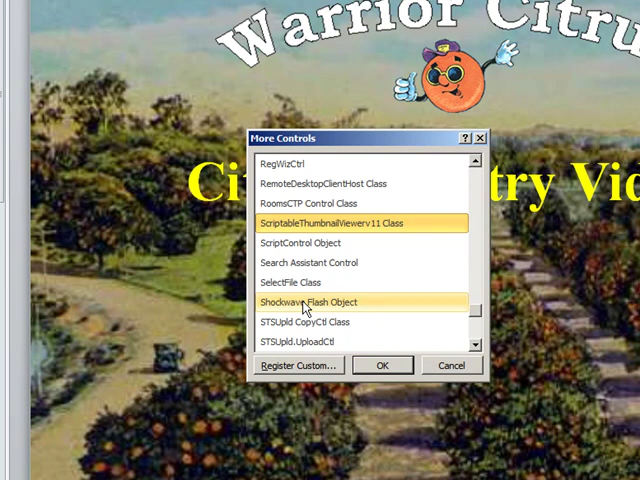 Warrior Citru
More Controls
Ci
try Vid
RegWizCtrl
RemoteDesktopClientHost Class
RoomsCTP Control Class
ScriptableThumbnailViewerv11 Class
ScriptControl Object
Search Assistant Control
SelectFile Class
Shockwave Flash Object
STSUpld CopyCtl Class
STSUpld.UploadCtl
Register Custom... OK Cancel